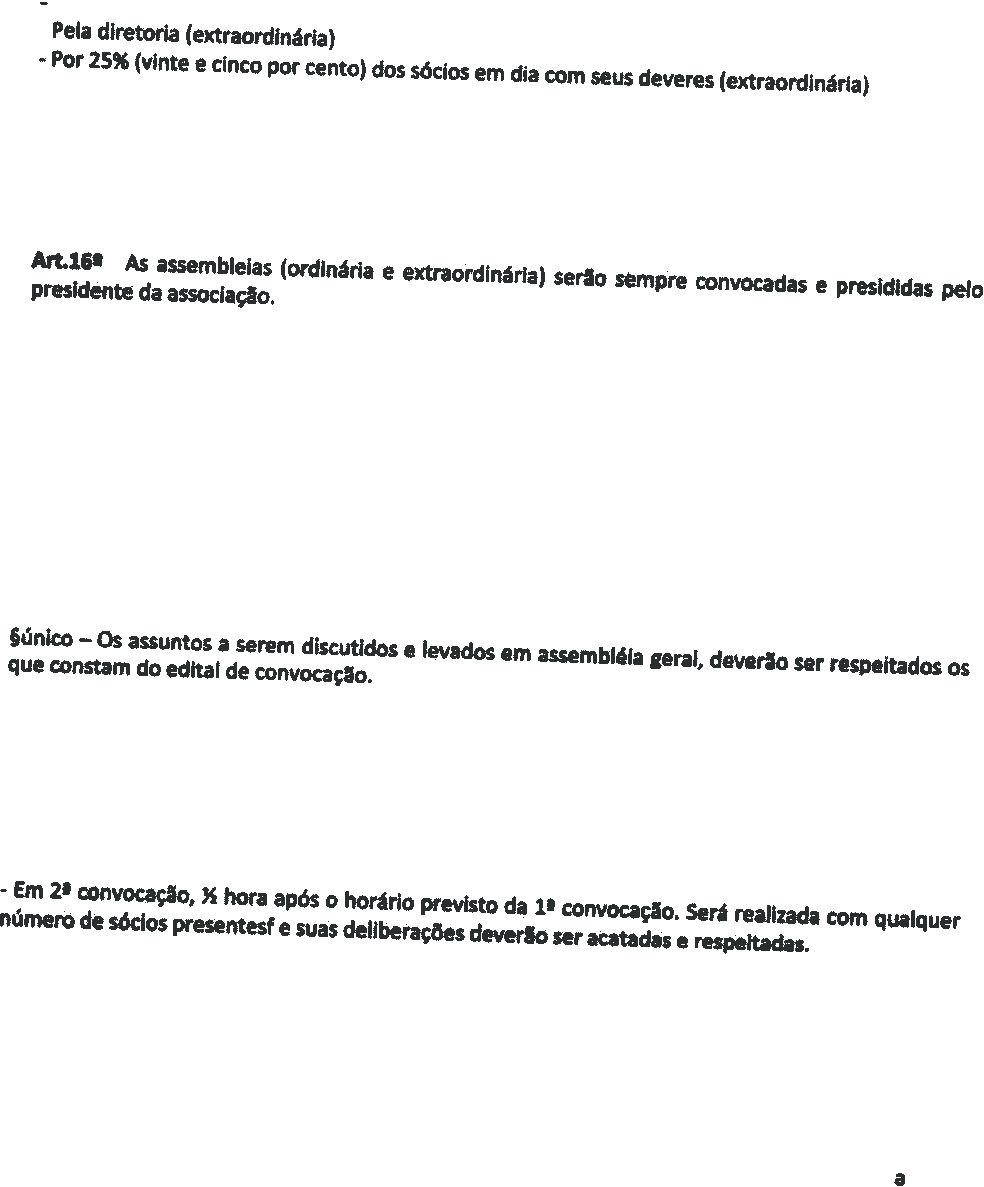 -
Pela diretoria (extraordinária)
- Por 25% (vinte e cinco por cento) dos sócios em dia com seus deveres (extraordinária)
Art.16º As assembleias (ordinária e extraordinária) serão sempre convocadas e presididas pelo
presidente da associação.
§único – Os assuntos a serem discutidos e levados em assembléia geral, deverão ser respeitados os
que constam do edital de convocação.
- Em 2ª convocação, ½ hora após o horário previsto da 1ª convocação. Será realizada com qualquer
número de sócios presentesf e suas deliberações deverão ser acatadas e respeitadas.
a